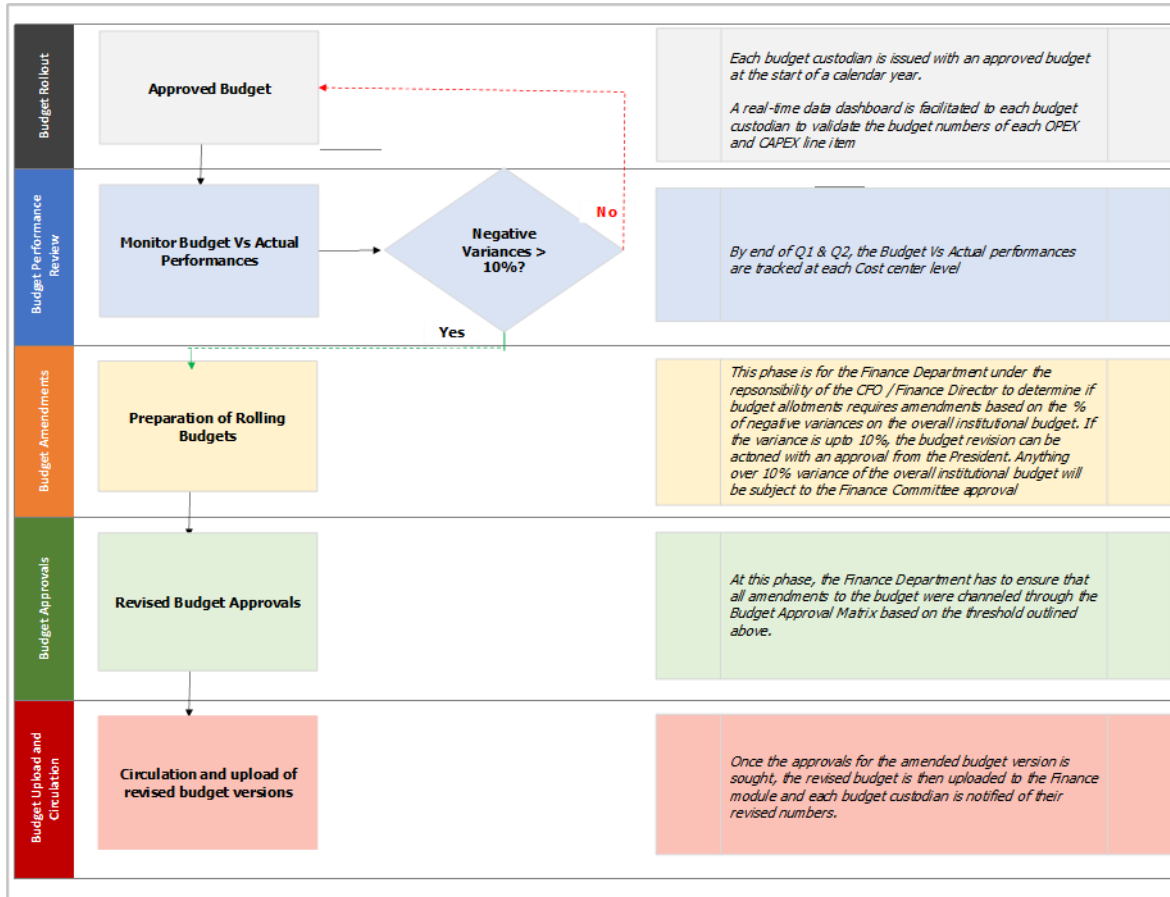 Budget Rollout
Approved Budget
Each budget custodian is issued with an approved budget
at the start of a calendar year.
A real-time data dashboard is facilitated to each budget
custodian to validate the budget numbers of each OPEX
and CAPEX line item
Budget Performance
Review
Monitor Budget Vs Actual
Performances
Negative
Variances >
10%?
No
Yes
By end of Q1 & Q2, the Budget Vs Actual performances
are tracked at each Cost center level
Budget Amendments
Preparation of Rolling
Budgets
This phase is for the Finance Department under the
repsonsibility of the CFO / Finance Director to determine if
budget allotments requires amendments based on the %
of negative variances on the overall institutional budget. If
the variance is upto 10%, the budget revision can be
actoned with an approval from the President. Anything
over 10% variance of the overall institutional budget will
be subject to the Finance Committee approval
Budget Approvals
Revised Budget Approvals
At this phase, the Finance Department has to ensure that
all amendments to the budget were channeled through the
Budget Approval Matrix based on the threshold outlined
above.
Budget Upload and
Circulation
Circulation and upload of
revised budget versions
Once the approvals for the amended budget version is
sought, the revised budget is then uploaded to the Finance
module and each budget custodian is notified of their
revised numbers.